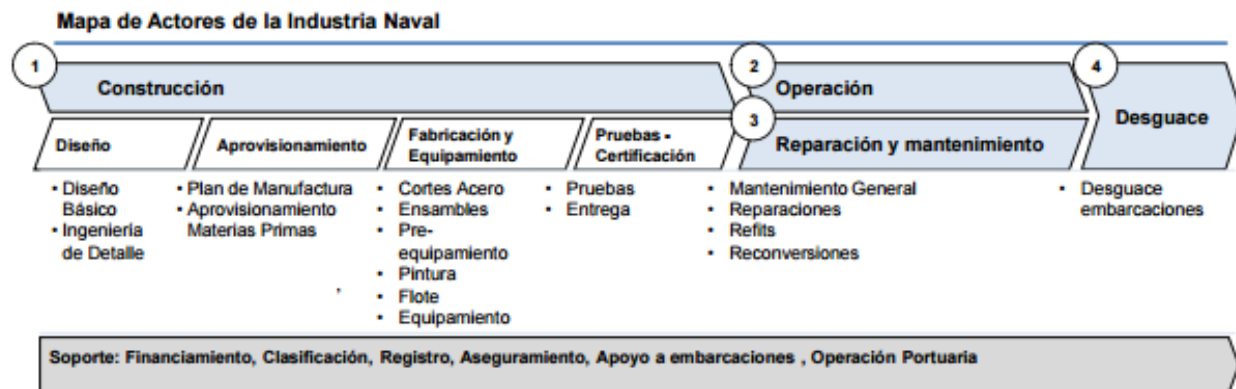 Mapa de Actores de la Industria Naval
1
Construcción
2
Operación
4
Desguace
3
Reparación y mantenimiento
Diseño
Aprovisionamiento
Fabricación y
Equipamiento
Pruebas -
Certificación
• Diseño
Básico
• Ingeniería
de Detalle
• Plan de Manufactura
• Aprovisionamiento
Materias Primas
• Cortes Acero
• Ensambles
• Pre-
equipamiento
• Pintura
• Flote
• Equipamiento
• Pruebas
• Entrega
• Mantenimiento General
• Reparaciones
• Refits
• Reconversiones
• Desguace
embarcaciones
Soporte: Financiamiento, Clasificación, Registro, Aseguramiento, Apoyo a embarcaciones , Operación Portuaria